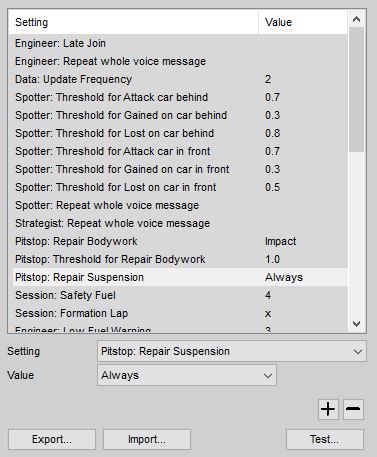 Setting Value
Engineer: Late Join
Engineer: Repeat whole voice message
Data: Update Frequency 2
Spotter: Threshold for Attack car behind 0.7
Spotter: Threshold for Gained on car behind 0.3
Spotter: Threshold for Lost on car behind 0.8
Spotter: Threshold for Attack car in front 0.7
Spotter: Threshold for Gained on car in front 0.3
Spotter: Threshold for Lost on car in front 0.5
Spotter: Repeat whole voice message
Strategist: Repeat whole voice message
Pitstop: Repair Bodywork Impact
Pitstop: Threshold for Repair Bodywork 1.0
Pitstop: Repair Suspension Always
Session: Safety Fuel 4
Session: Formation Lap x
Engineer: Low Fuel Warning 3
Setting Pitstop: Repair Suspension
Value Always
Export... Import... Test...